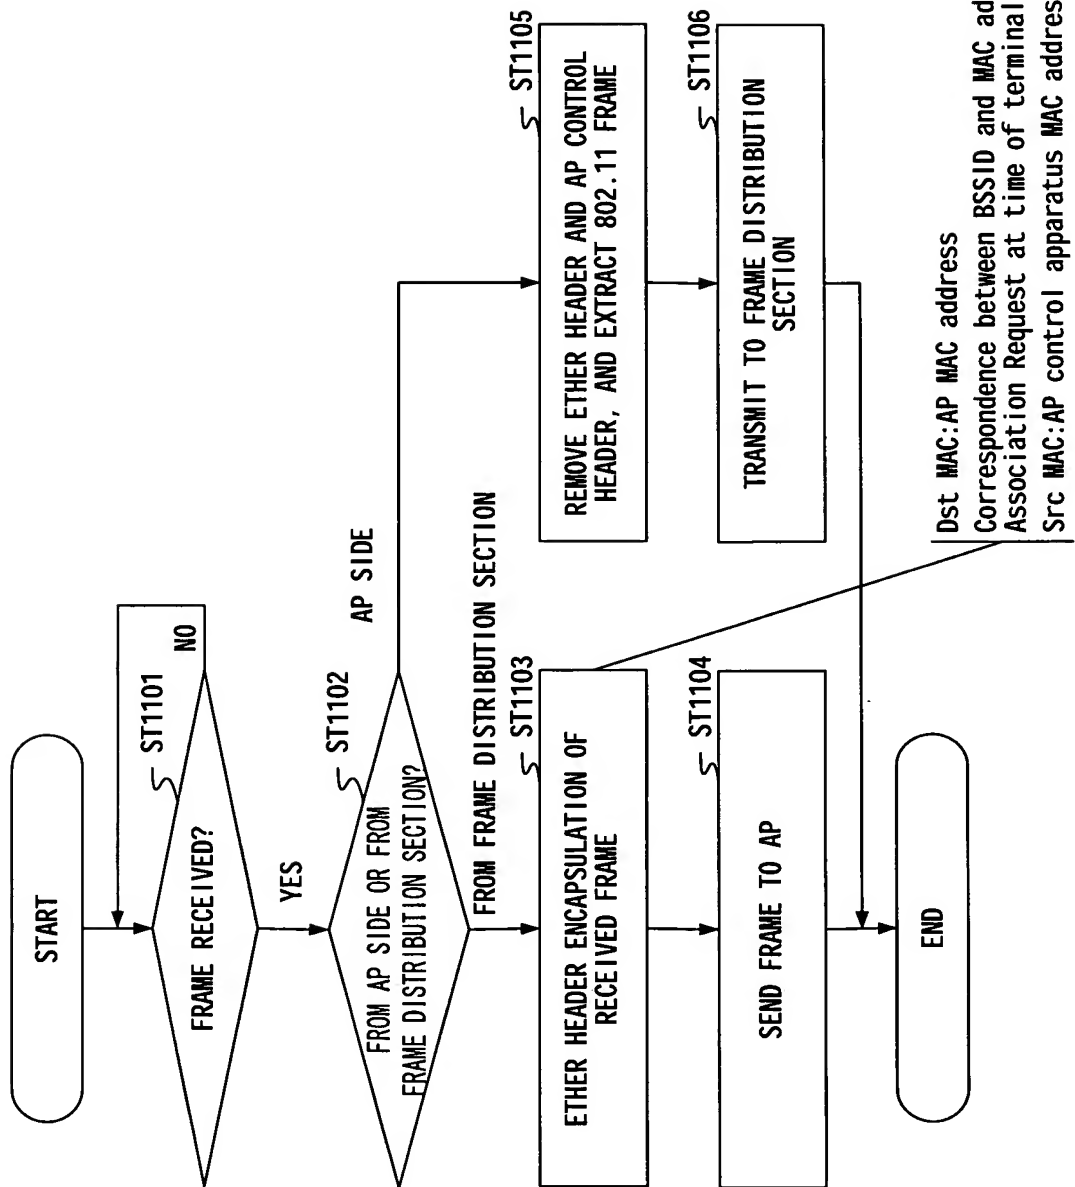 START
ST1101
FRAME RECEIVED?
NO
YES
ST1102
FROM AP SIDE OR FROM
FRAME DISTRIBUTION SECTION?
AP SIDE
FROM FRAME DISTRIBUTION SECTION
ST1103
ETHER HEADER ENCAPSULATION OF
RECEIVED FRAME
ST1104
SEND FRAME TO AP
END
ST1105
REMOVE ETHER HEADER AND AP CONTROL
HEADER, AND EXTRACT 802.11 FRAME
ST1106
TRANSMIT TO FRAME DISTRIBUTION
SECTION
Dst MAC:AP MAC address
Correspondence between BSSID and MAC ad
Association Request at time of terminal
Src MAC:AP control apparatus MAC addres